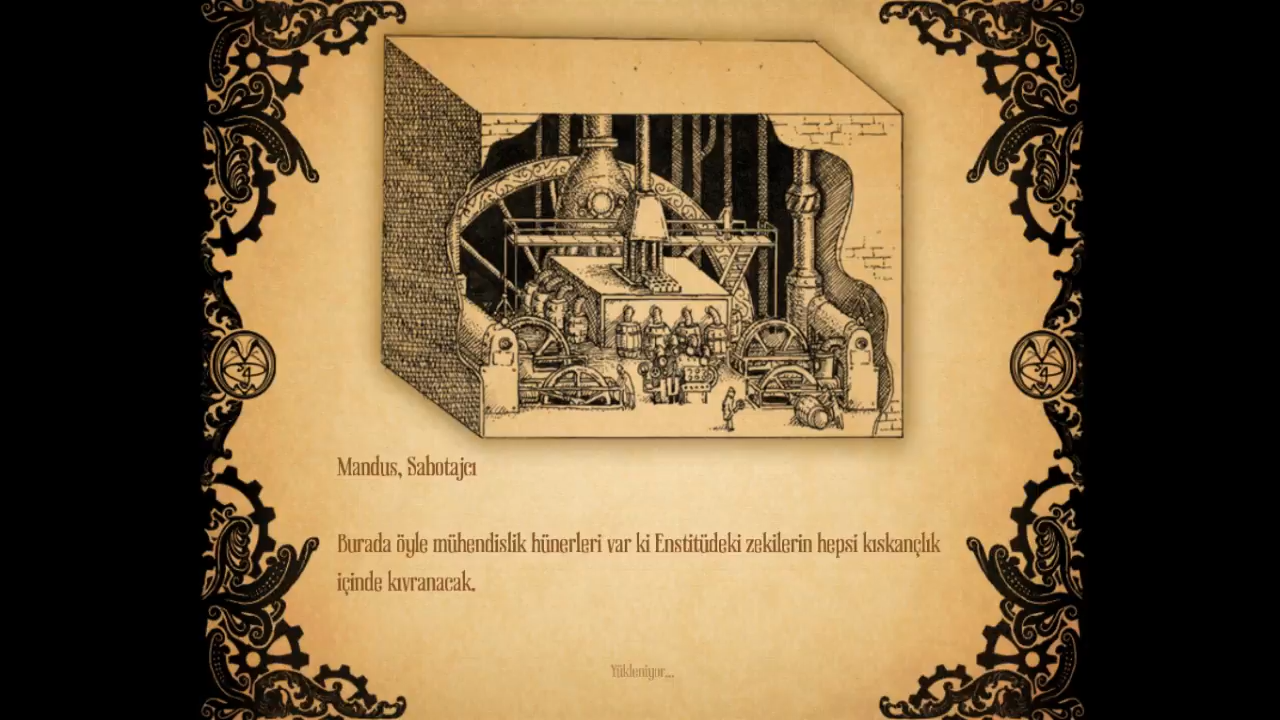 Mandus, Sabotajcı
Burada öyle mühendislik hünerleri var ki Enstitüdeki zekilerin hepsi kıskançlık
içinde kıvranacak.
Yükleniyor...